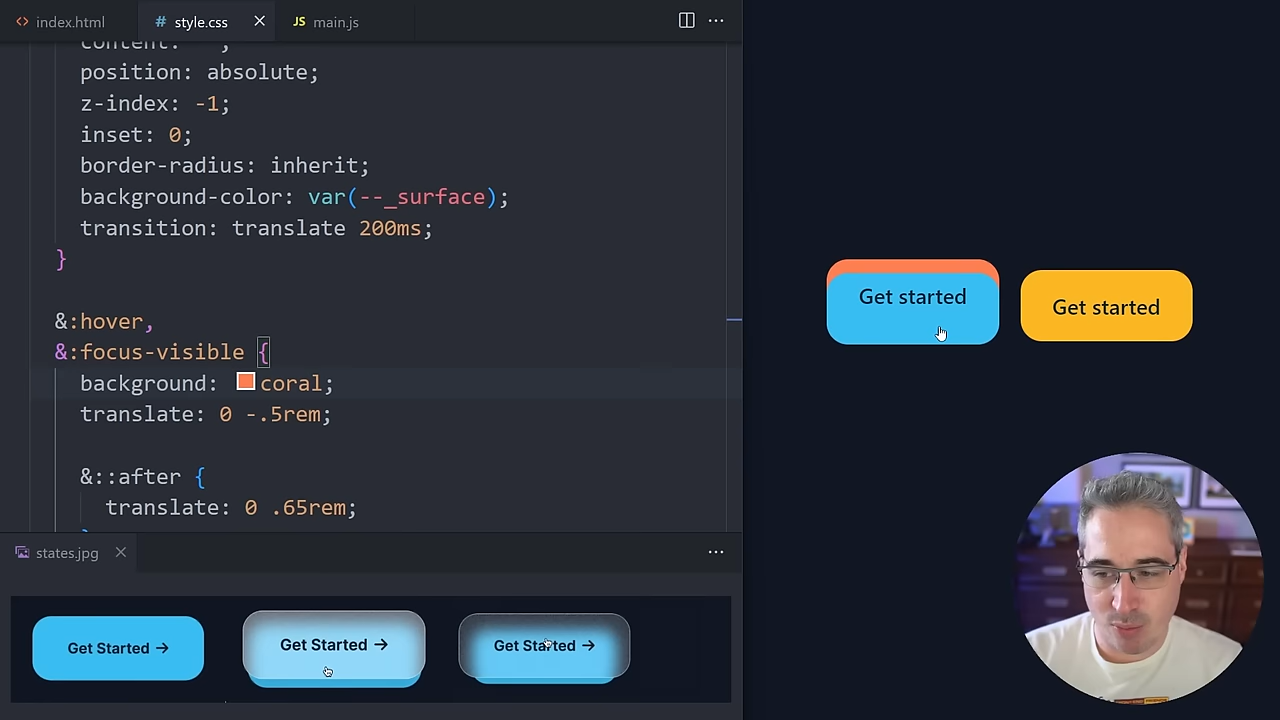 index.html
style.css
main.js
content: "";
position: absolute;
z-index: -1;
inset: 0;
border-radius: inherit;
background-color: var(--_surface);
transition: translate 200ms;
}
&:hover,
&:focus-visible {
background: coral;
translate: 0 -.5rem;
&::after {
translate: 0 .65rem;
Get started
Get started
states.jpg
Get Started →
Get Started →
Get Started →